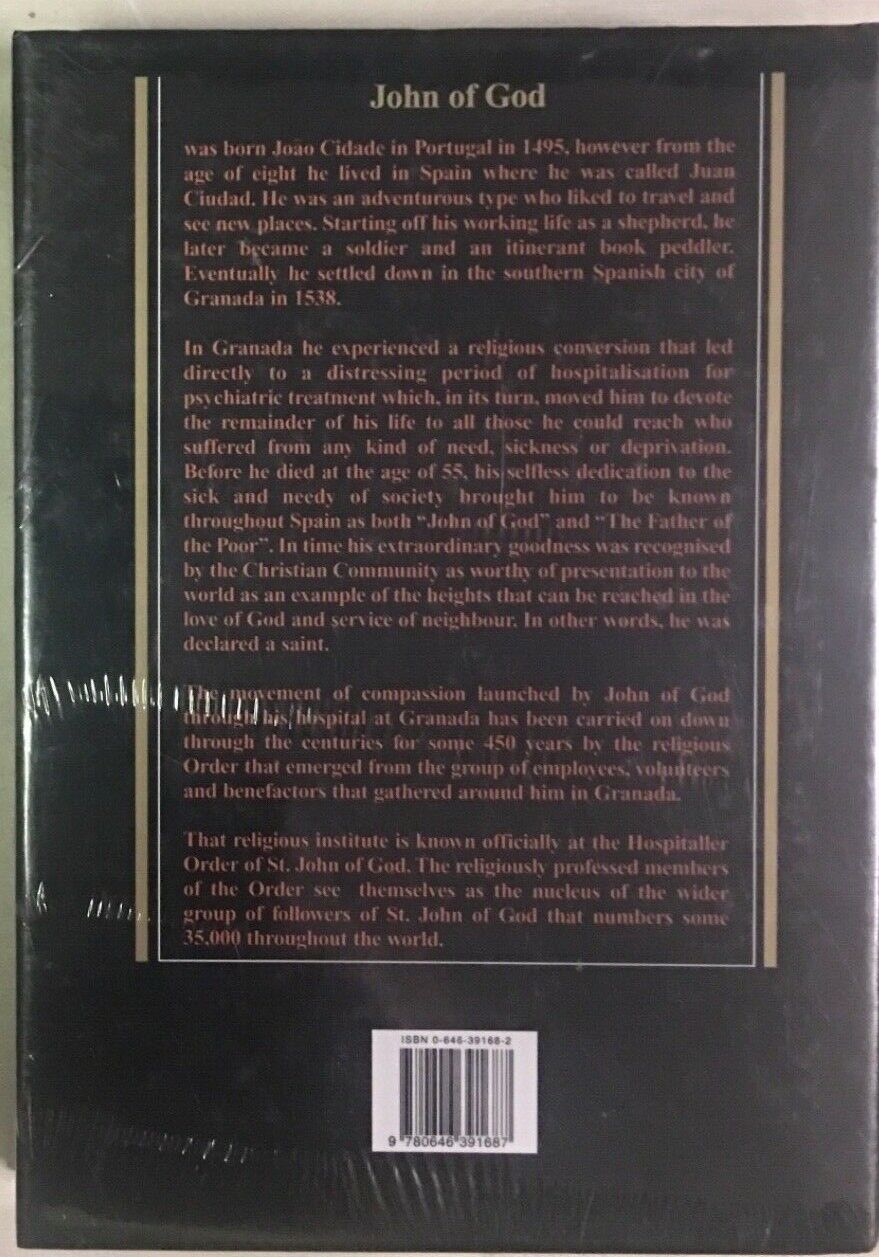 John of God
was born João Cidade in Portugal in 1495, however from the
age of eight he lived in Spain where he was called Juan
Ciudad. He was an adventurous type who liked to travel and
see new places. Starting off his working life as a shepherd, he
later became a soldier and an itinerant book peddler.
Eventually he settled down in the southern Spanish city of
Granada in 1538.
In Granada he experienced a religious conversion that led
directly to a distressing period of hospitalisation for
psychiatric treatment which, in its turn, moved him to devote
the remainder of his life to all those he could reach who
suffered from any kind of need, sickness or deprivation.
Before he died at the age of 55, his selfless dedication to the
sick and needy of society brought him to be known
throughout Spain as both “John of God” and “The Father of
the Poor”. In time his extraordinary goodness was recognised
by the Christian Community as worthy of presentation to the
world as an example of the heights that can be reached in the
love of God and service of neighbour. In other words, he was
declared a saint.
The movement of compassion launched by John of God
through his hospital at Granada has been carried on down
through the centuries for some 450 years by the religious
Order that emerged from the group of employees, volunteers
and benefactors that gathered around him in Granada.
That religious institute is known officially at the Hospitaller
Order of St. John of God. The religiously professed members
of the Order see themselves as the nucleus of the wider
group of followers of St. John of God that numbers some
35,000 throughout the world.
ISBN 0-646-39168-2
9 780646 391687